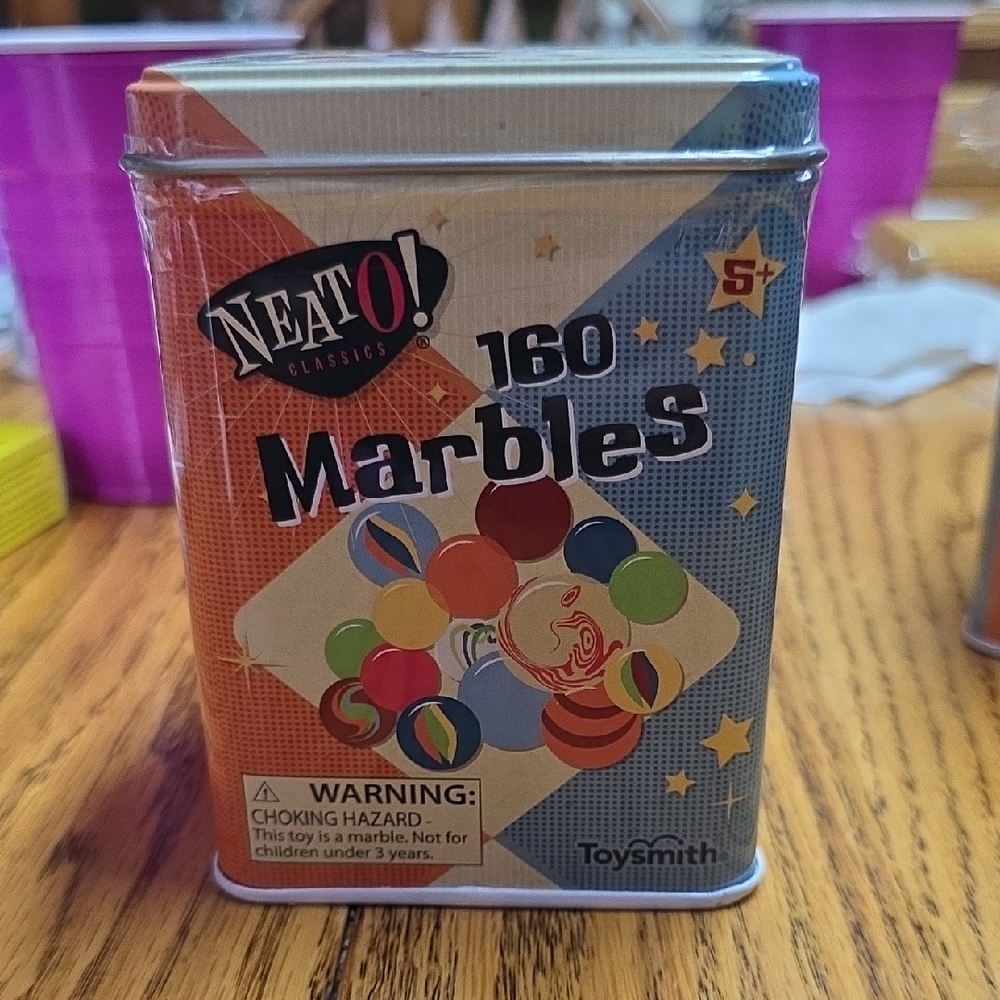 NEATO!
CLASSICS®
5+
160
Marbles
⚠ WARNING:
CHOKING HAZARD -
This toy is a marble. Not for
children under 3 years.
Toysmith